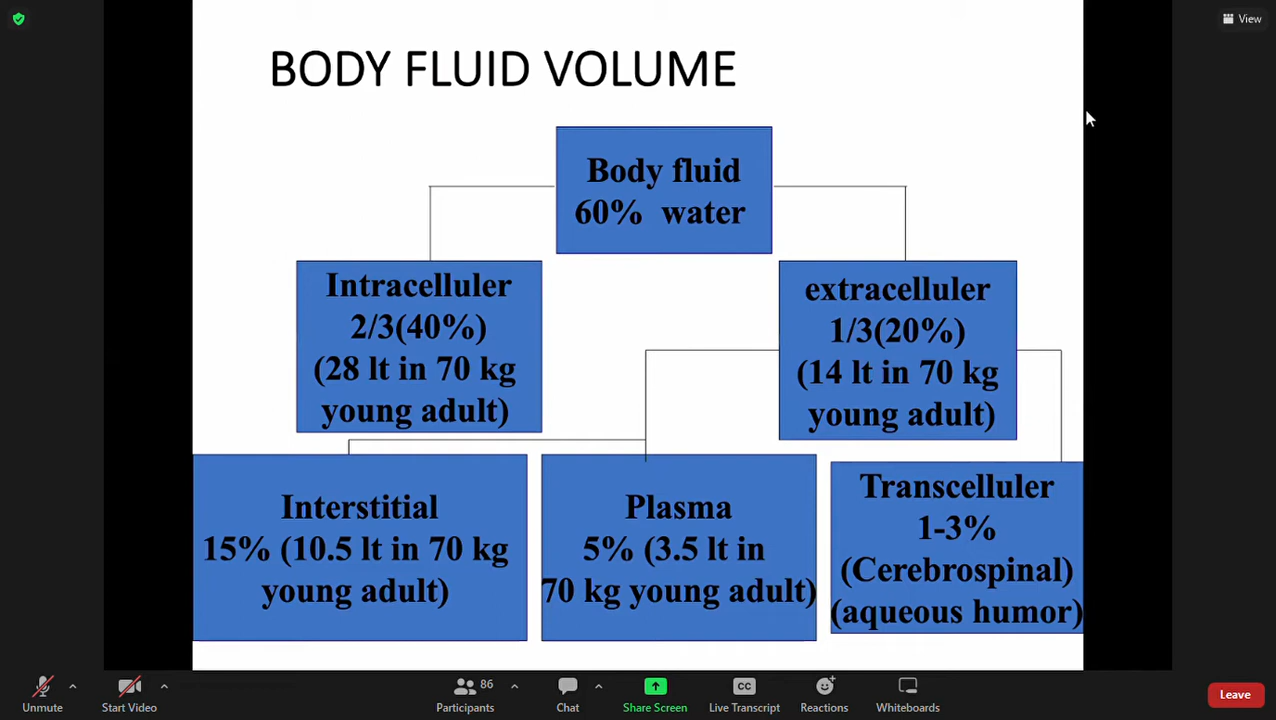 View
BODY FLUID VOLUME
Body fluid
60% water
Intracelluler
2/3(40%)
(28 lt in 70 kg
young adult)
extracelluler
1/3(20%)
(14 lt in 70 kg
young adult)
Interstitial
15% (10.5 lt in 70 kg
young adult)
Plasma
5% (3.5 lt in
70 kg young adult)
Transcelluler
1-3%
(Cerebrospinal)
(aqueous humor)
Unmute
Start Video
86
Participants
Chat
Share Screen
CC
Live Transcript
Reactions
Whiteboards
Leave